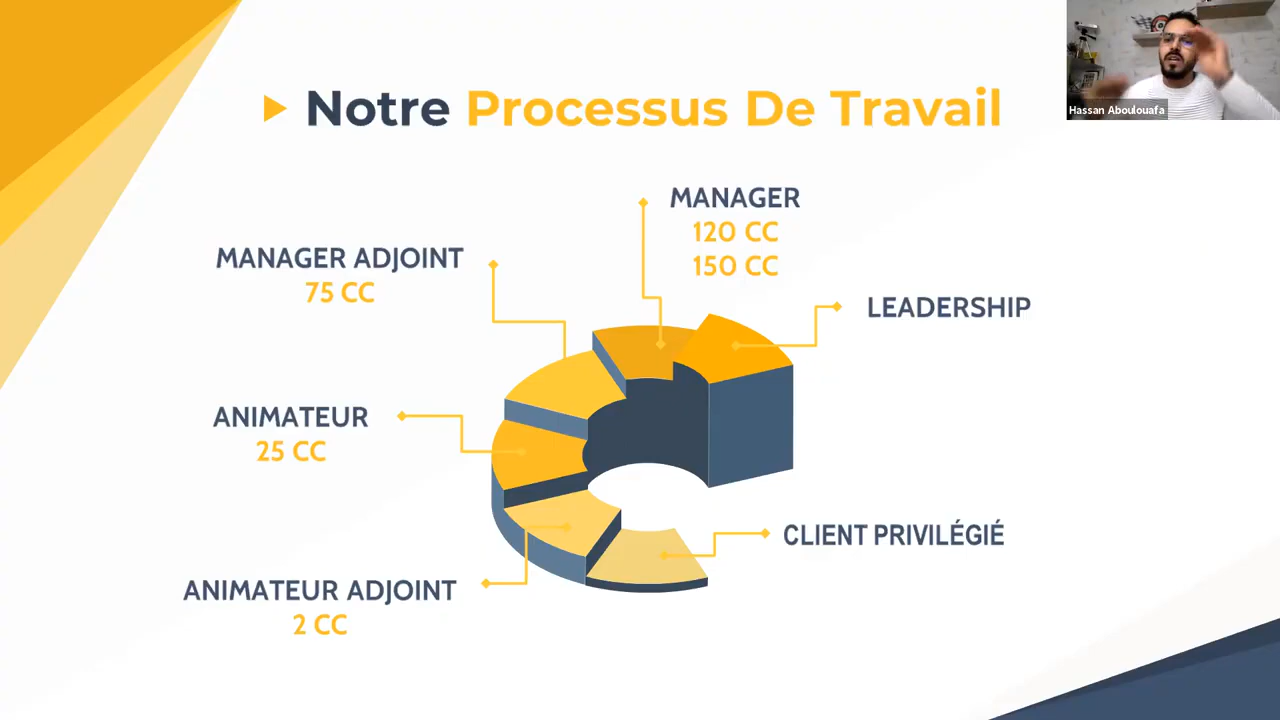 Notre Processus De Travail
Hassan Aboulouafa
MANAGER
120 CC
150 CC
MANAGER ADJOINT
75 CC
LEADERSHIP
ANIMATEUR
25 CC
CLIENT PRIVILÉGIÉ
ANIMATEUR ADJOINT
2 CC